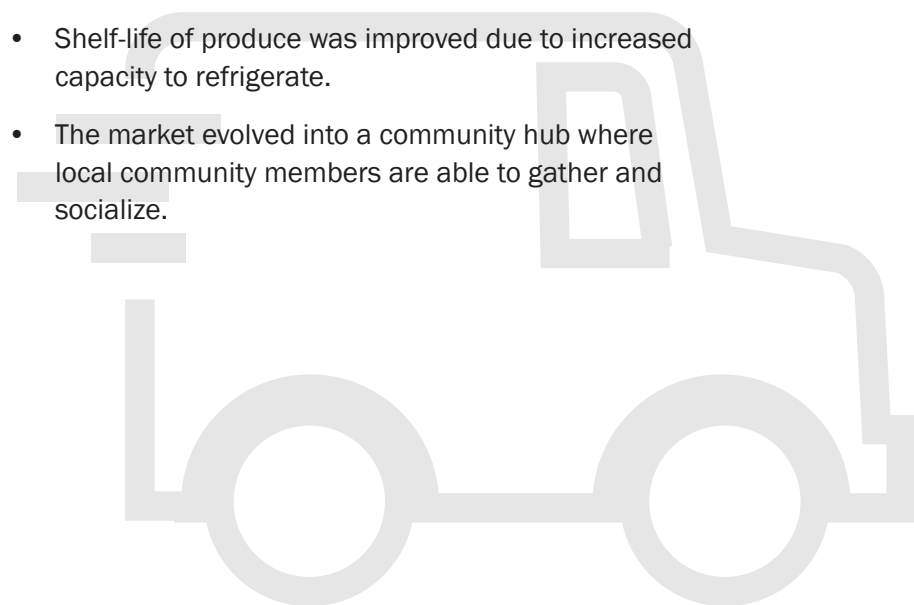 • Shelf-life of produce was improved due to increased
capacity to refrigerate.
• The market evolved into a community hub where
local community members are able to gather and
socialize.